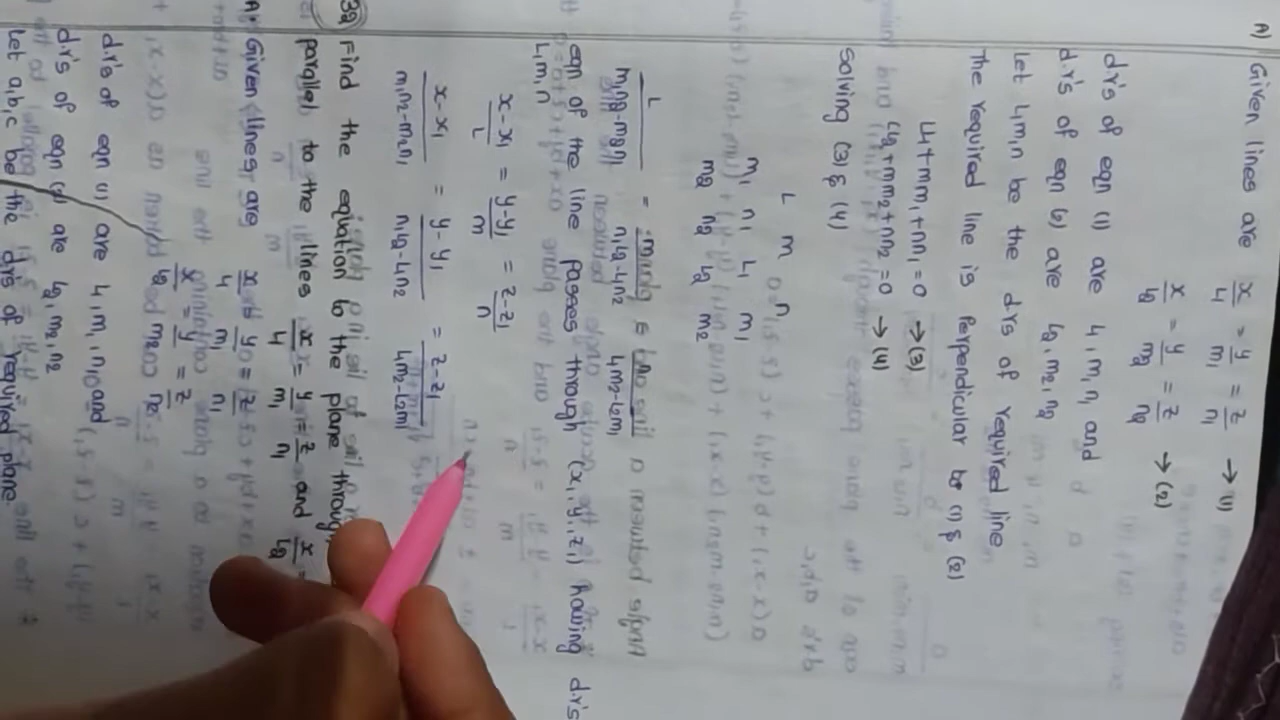 A) Given lines are x/l₁ = y/m₁ = z/n₁ → (1)
x/l₂ = y/m₂ = z/n₂ → (2)
d.r's of eqn (1) are l₁, m₁, n₁ and
d.r's of eqn (2) are l₂, m₂, n₂
Let l,m,n be the d.r's of required line
The required line is perpendicular to (1) & (2)
ll₁+mm₁+nn₁=0 → (3)
ll₂+mm₂+nn₂=0 → (4)
Solving (3) & (4)
l m n
m₁ n₁ l₁ m₁
m₂ n₂ l₂ m₂
l/m₁n₂-m₂n₁ = m/n₁l₂-l₁n₂ = n/l₁m₂-l₂m₁
eqn of the line passes through (x₁,y₁,z₁) having d.r's
l,m,n
x-x₁/l = y-y₁/m = z-z₁/n
x-x₁/m₁n₂-m₂n₁ = y-y₁/n₁l₂-l₁n₂ = z-z₁/l₁m₂-l₂m₁
32 Find the equation to the plane through
parallel to the lines x/l₁ = y/m₁ = z/n₁ and x/l₂ =
A) Given lines are x/l₁ = y/m₁ = z/n₁
x/l₂ = y/m₂ = z/n₂
d.r's of eqn (1) are l₁, m₁, n₁ and
d.r's of eqn (2) are l₂, m₂, n₂
Let a,b,c be the d.r's of required plane.